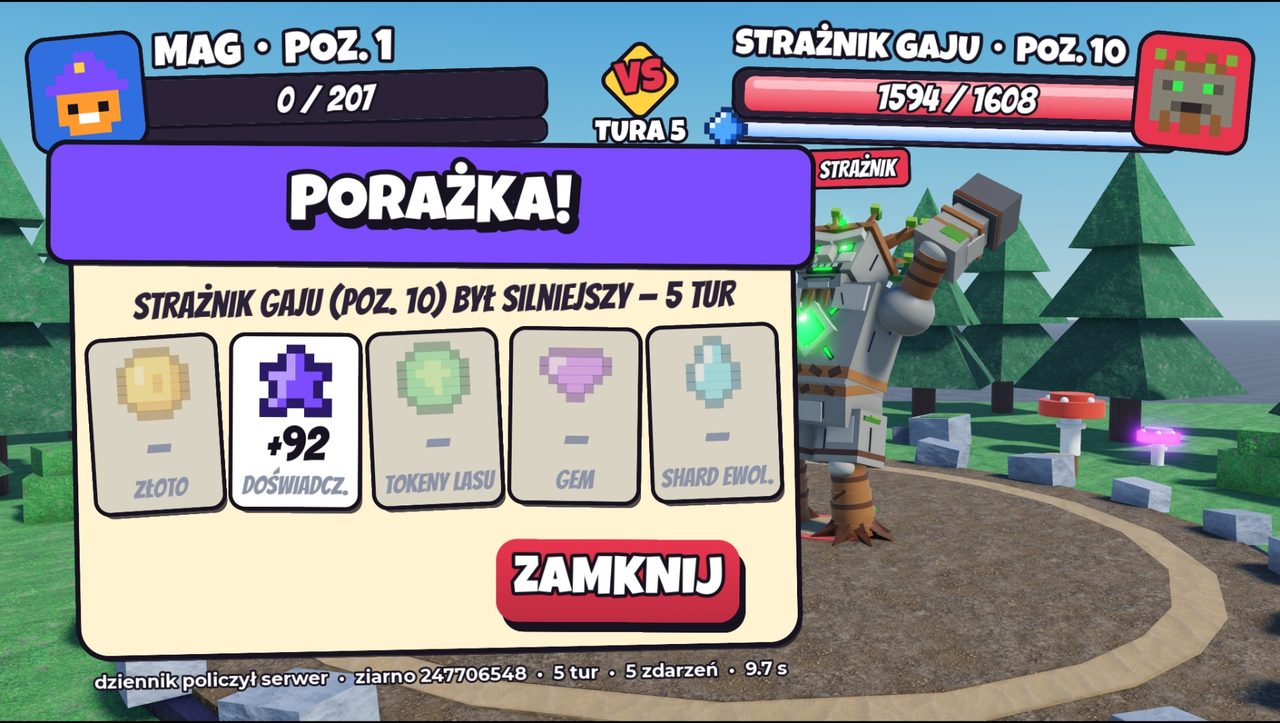 MAG • POZ. 1
0 / 207
VS
TURA 5
STRAŻNIK GAJU • POZ. 10
1594 / 1608
STRAŻNIK
PORAŻKA!
STRAŻNIK GAJU (POZ. 10) BYŁ SILNIEJSZY – 5 TUR
–
ZŁOTO
+92
DOŚWIADCZ.
–
TOKENY LASU
–
GEM
–
SHARD EWOL.
ZAMKNIJ
dziennik policzył serwer • ziarno 247706548 • 5 tur • 5 zdarzeń • 9.7 s